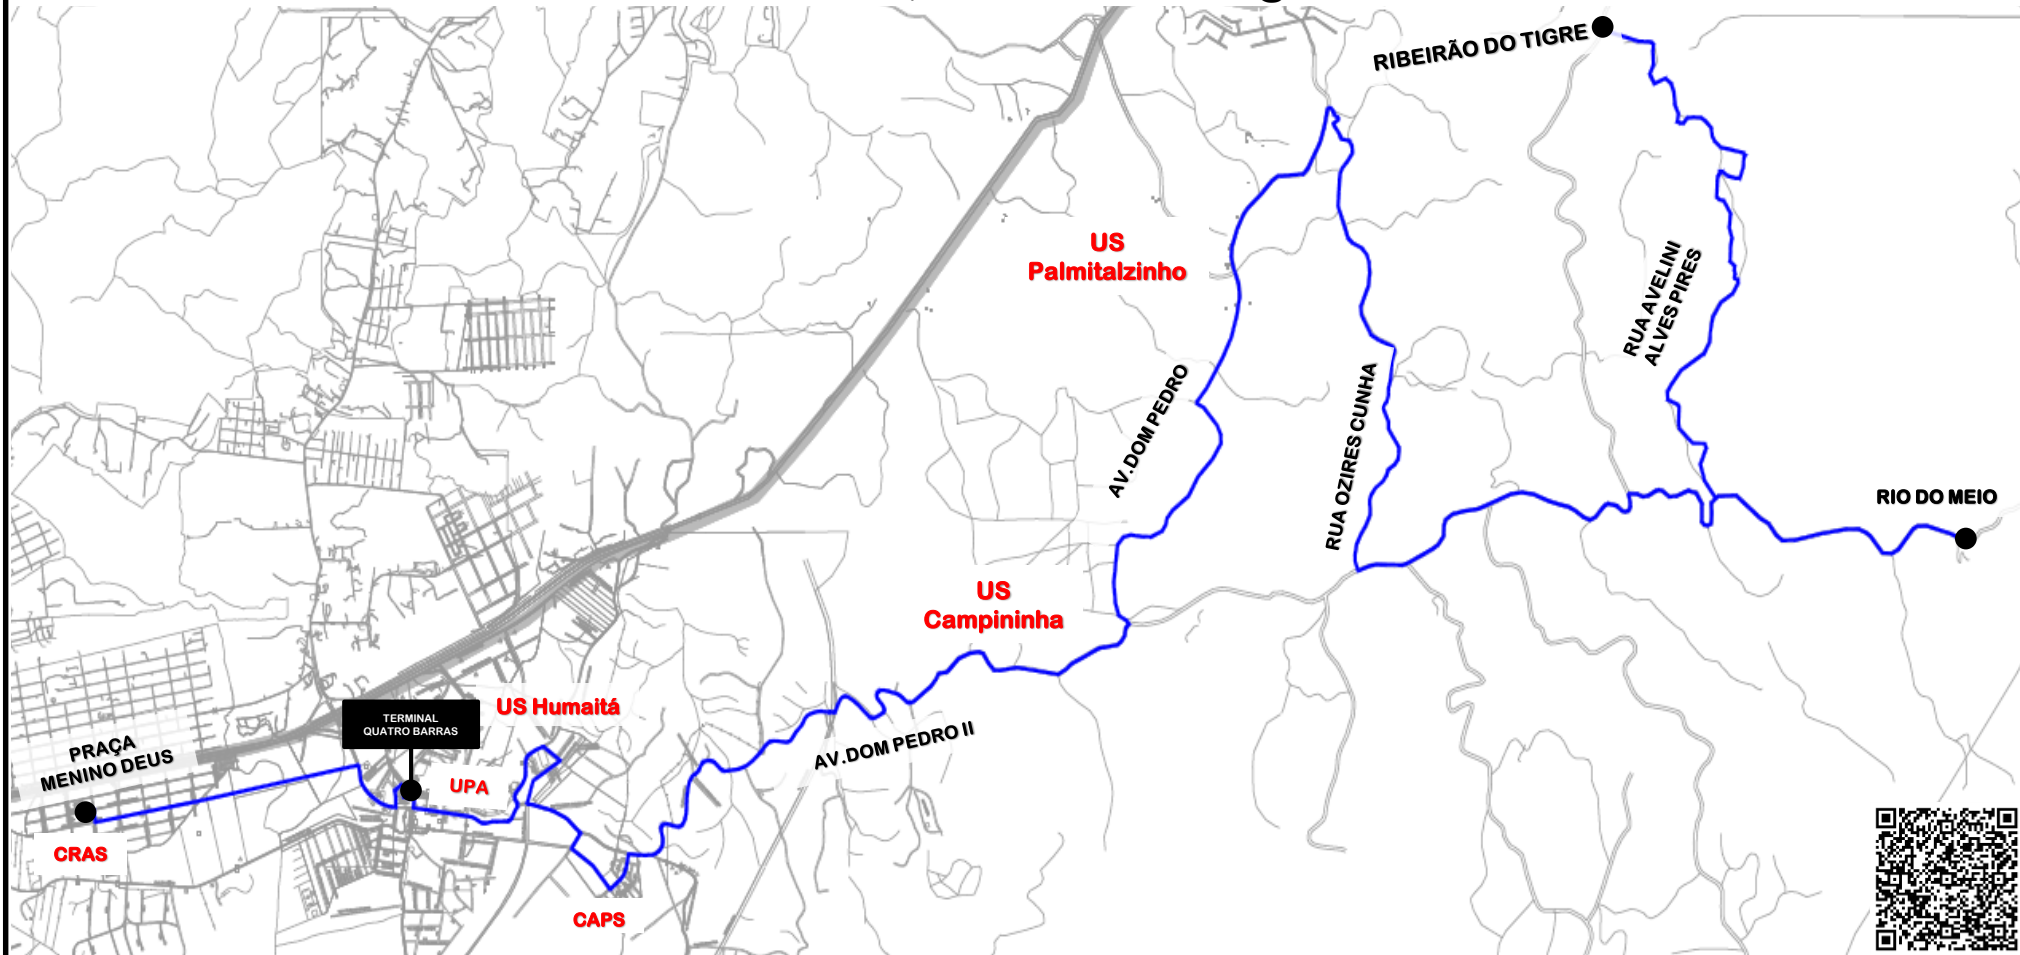 RIBEIRÃO DO TIGRE
US
Palmitalzinho
RUA AVELINI
ALVES PIRES
AV.DOM PEDRO
RUA OZIRES CUNHA
RIO DO MEIO
US
Campininha
US Humaitá
TERMINAL
QUATRO BARRAS
PRAÇA
MENINO DEUS
AV.DOM PEDRO II
UPA
CRAS
CAPS